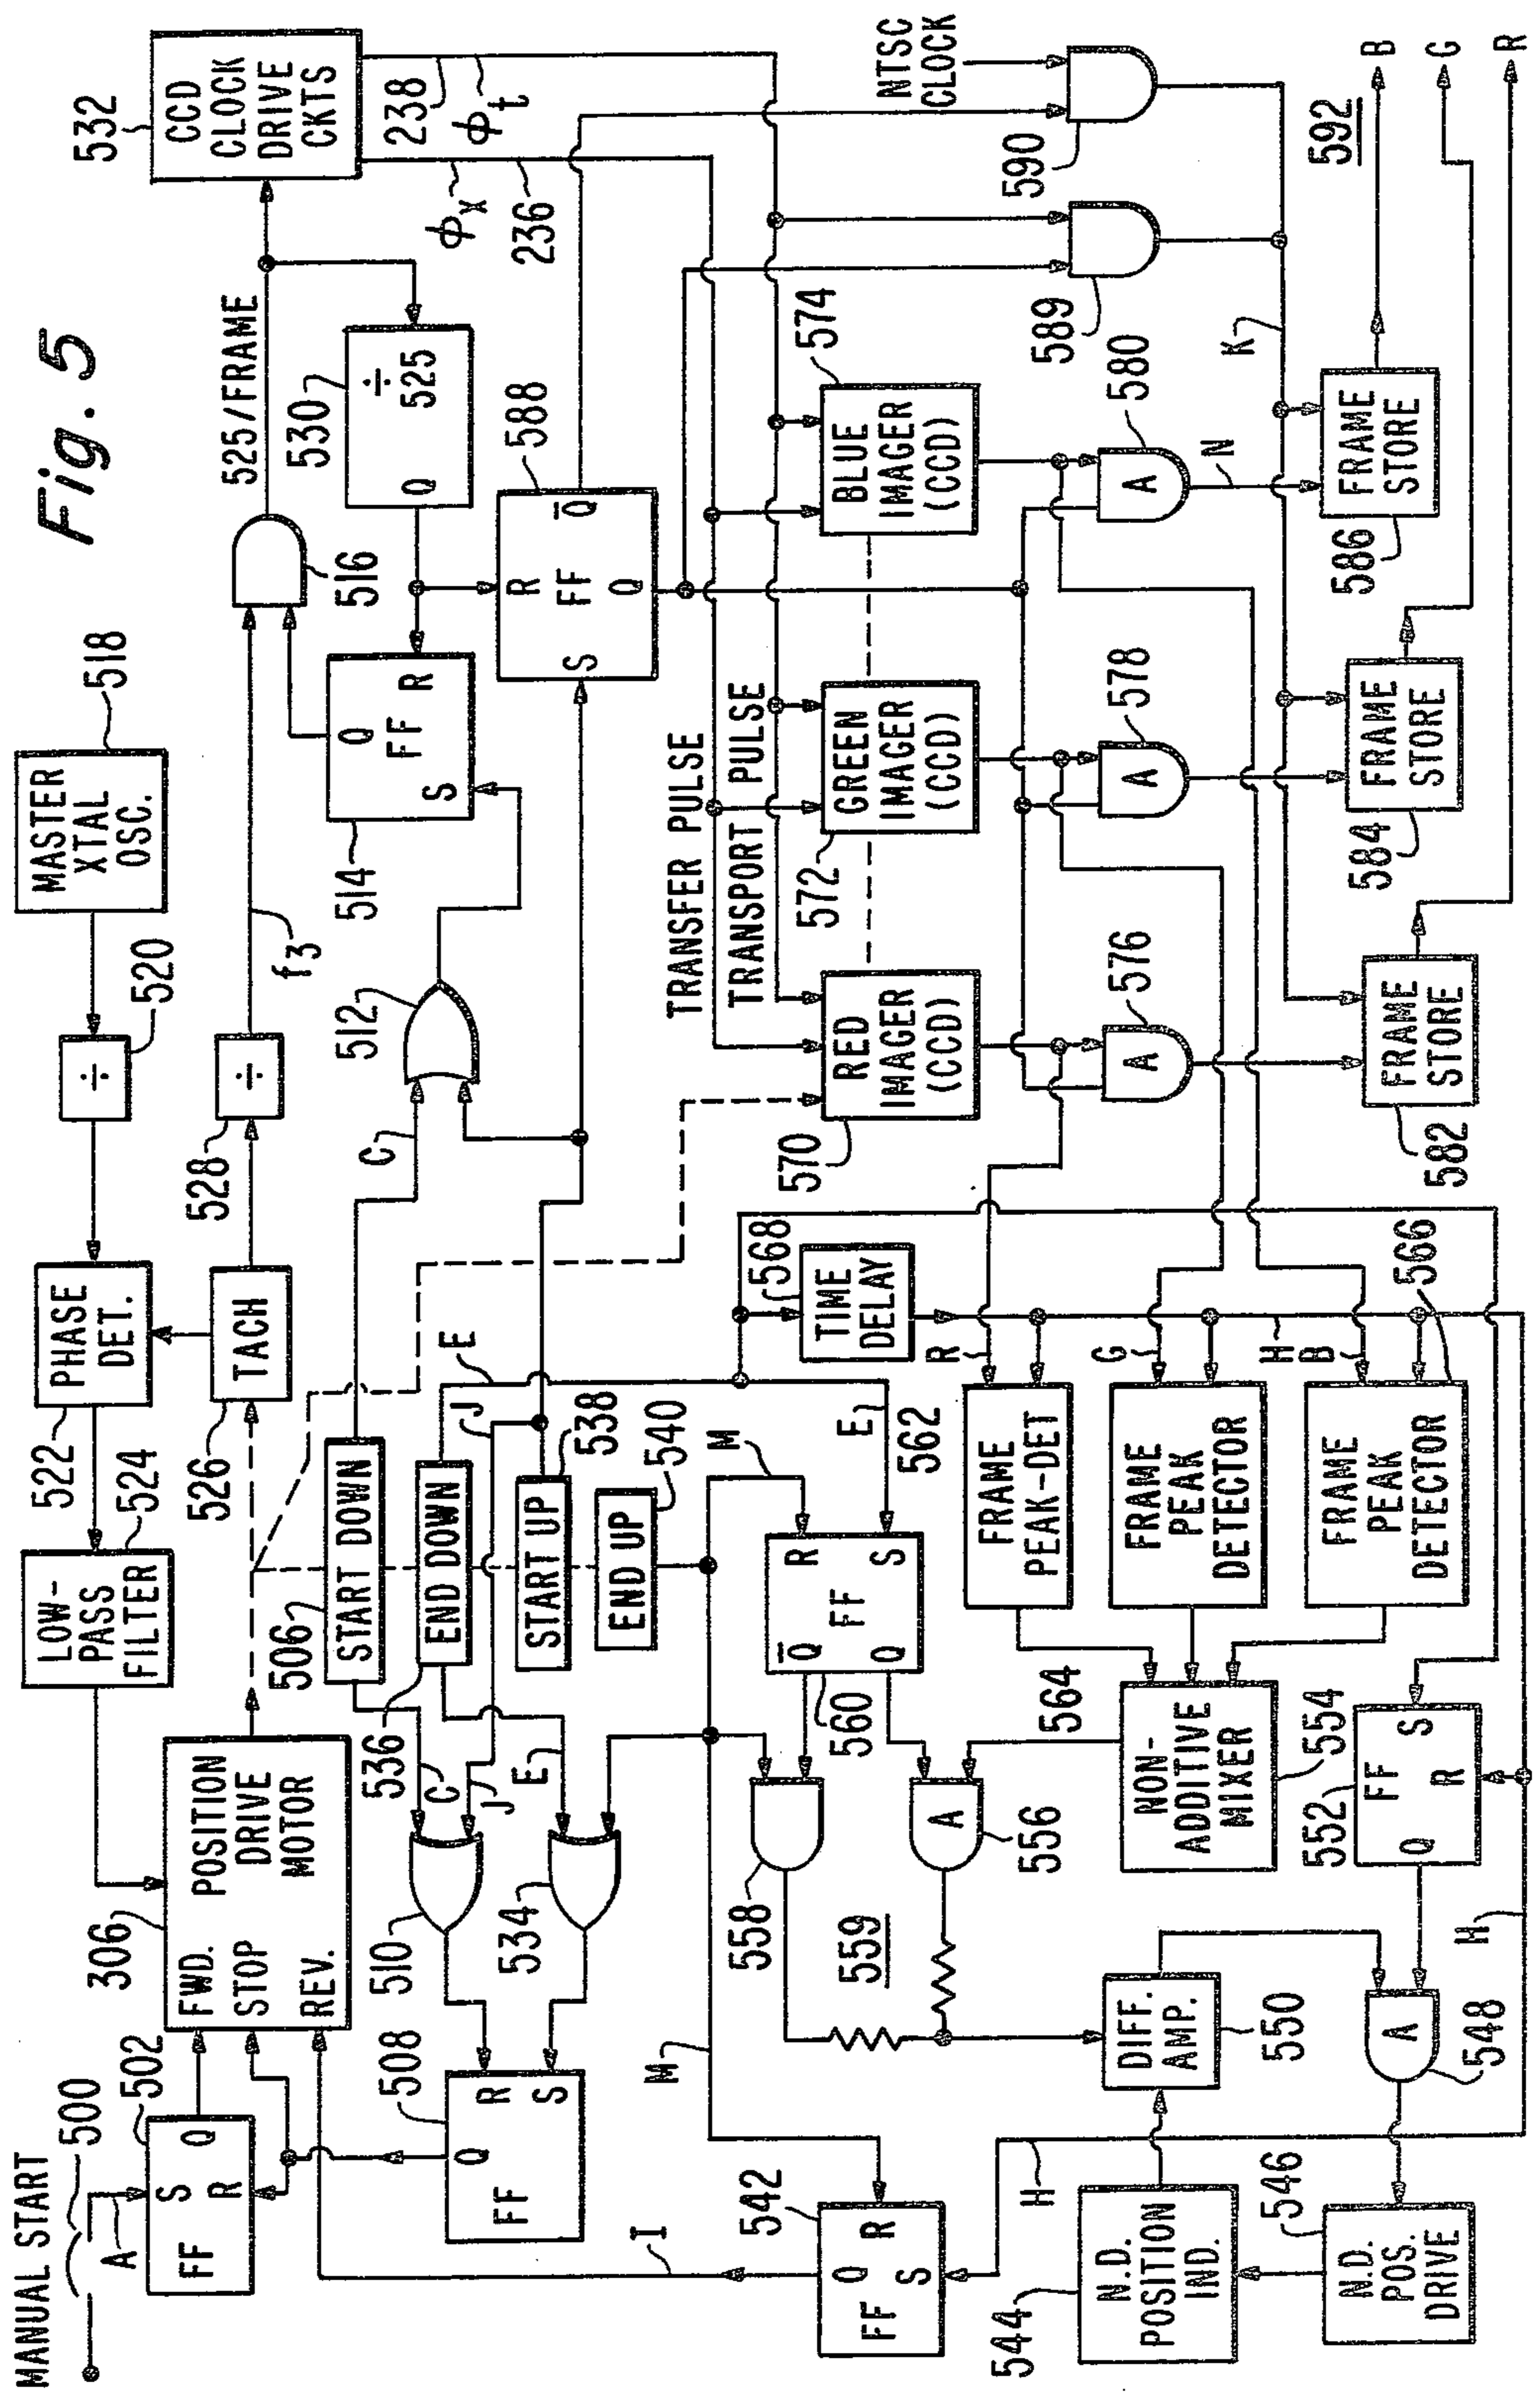 Fig. 5
MANUAL START
500
A
502
S
Q
FF
R
306
FWD.
STOP
REV.
POSITION
DRIVE
MOTOR
LOW-
PASS
FILTER
524
522
PHASE
DET.
÷
520
MASTER
XTAL
OSC.
518
526
TACH
528
÷
f3
516
525/FRAME
532
CCD
CLOCK
DRIVE
CKTS
238
φt
φx
236
530
÷
525
Q
514
Q
FF
S
R
512
C
588
R
Q̄
FF
S
Q
506
START DOWN
536
END DOWN
START UP
538
END UP
540
E
J
C
J
E
510
534
508
R
Q
S
FF
M
I
542
Q
R
FF
S
H
M
558
559
556
A
560
Q̄
R
FF
Q
S
M
E
562
568
TIME
DELAY
R
G
H
B
566
FRAME
PEAK-DET
FRAME
PEAK
DETECTOR
FRAME
PEAK
DETECTOR
564
NON-
ADDITIVE
MIXER
554
552
FF
S
Q
R
H
DIFF.
AMP.
550
A
548
544
N.D.
POSITION
IND.
546
N.D.
POS.
DRIVE
TRANSFER PULSE
TRANSPORT PULSE
570
RED
IMAGER
(CCD)
572
GREEN
IMAGER
(CCD)
574
BLUE
IMAGER
(CCD)
576
A
578
A
580
A
N
589
590
NTSC
CLOCK
K
582
FRAME
STORE
584
FRAME
STORE
586
FRAME
STORE
592
B
G
R